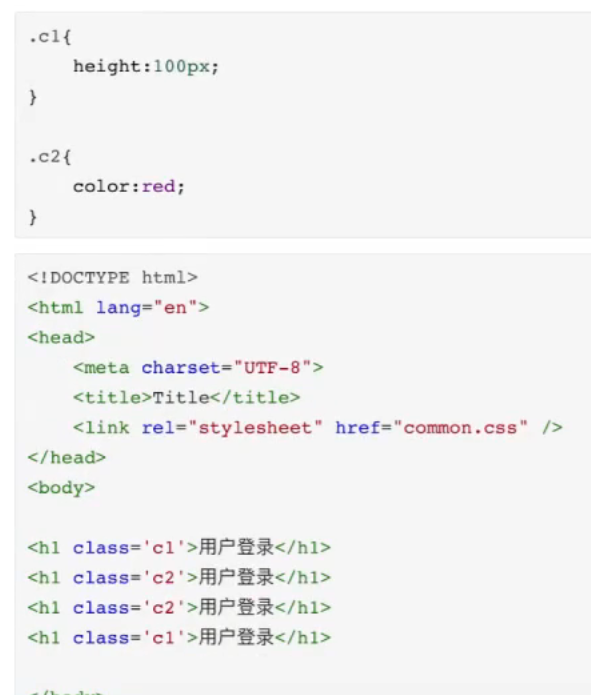 .c1{
    height:100px;
}
.c2{
    color:red;
}
<!DOCTYPE html>
<html lang="en">
<head>
    <meta charset="UTF-8">
    <title>Title</title>
    <link rel="stylesheet" href="common.css" />
</head>
<body>
<h1 class='c1'>用户登录</h1>
<h1 class='c2'>用户登录</h1>
<h1 class='c2'>用户登录</h1>
<h1 class='c1'>用户登录</h1>